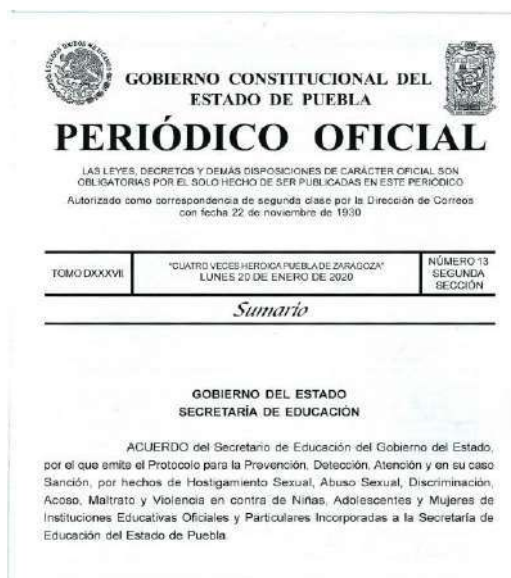 GOBIERNO CONSTITUCIONAL DEL
ESTADO DE PUEBLA
PERIÓDICO OFICIAL
LAS LEYES, DECRETOS Y DEMÁS DISPOSICIONES DE CARÁCTER OFICIAL SON
OBLIGATORIAS POR EL SOLO HECHO DE SER PUBLICADAS EN ESTE PERIÓDICO
Autorizado como correspondencia de segunda clase por la Dirección de Correos
con fecha 22 de noviembre de 1930
TOMO DXXXVII
"CUATRO VECES HEROICA PUEBLA DE ZARAGOZA"
LUNES 20 DE ENERO DE 2020
NÚMERO 13
SEGUNDA
SECCIÓN
Sumario
GOBIERNO DEL ESTADO
SECRETARÍA DE EDUCACIÓN
ACUERDO del Secretario de Educación del Gobierno del Estado,
por el que emite el Protocolo para la Prevención, Detección, Atención y en su caso
Sanción, por hechos de Hostigamiento Sexual, Abuso Sexual, Discriminación,
Acoso, Maltrato y Violencia en contra de Niñas, Adolescentes y Mujeres de
Instituciones Educativas Oficiales y Particulares Incorporadas a la Secretaría de
Educación del Estado de Puebla.